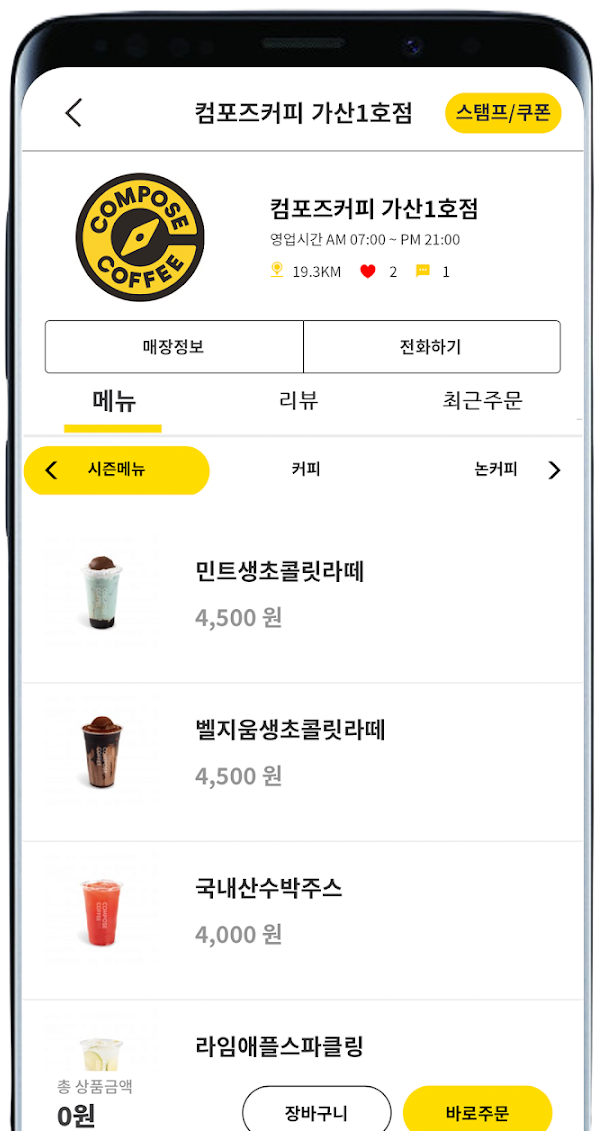 컴포즈커피 가산1호점
스탬프/쿠폰
COMPOSE
COFFEE
컴포즈커피 가산1호점
영업시간 AM 07:00 ~ PM 21:00
19.3KM 2 1
매장정보 전화하기
메뉴 리뷰 최근주문
시즌메뉴 커피 논커피
민트생초콜릿라떼
4,500 원
벨지움생초콜릿라떼
4,500 원
COMPOSE
COFFEE
국내산수박주스
4,000 원
COMPOSE
COFFEE
라임애플스파클링
총 상품금액
0원
장바구니 바로주문